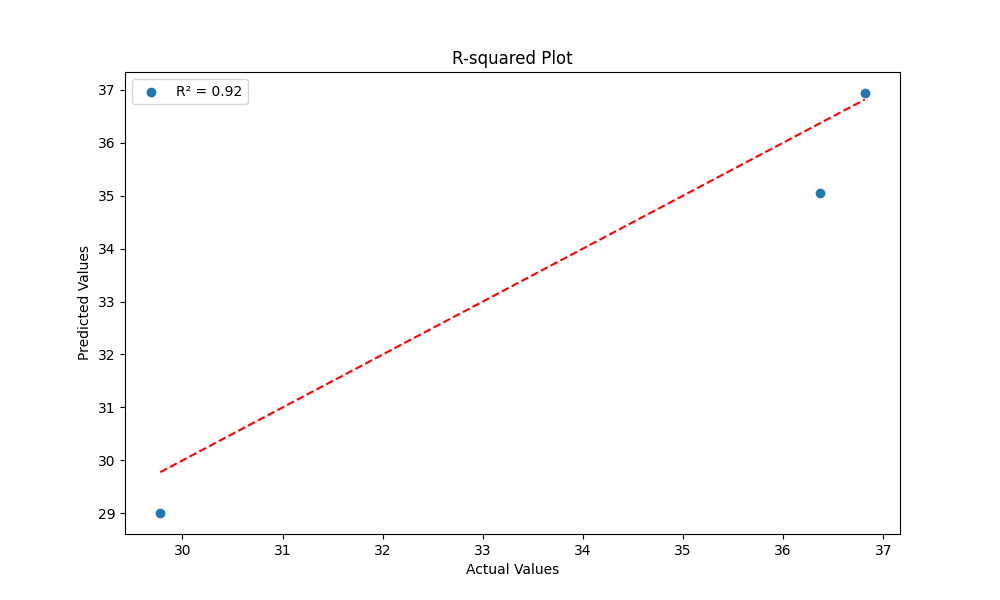 R-squared Plot
R² = 0.92
37
36
35
34
33
32
31
30
29
Predicted Values
30 31 32 33 34 35 36 37
Actual Values